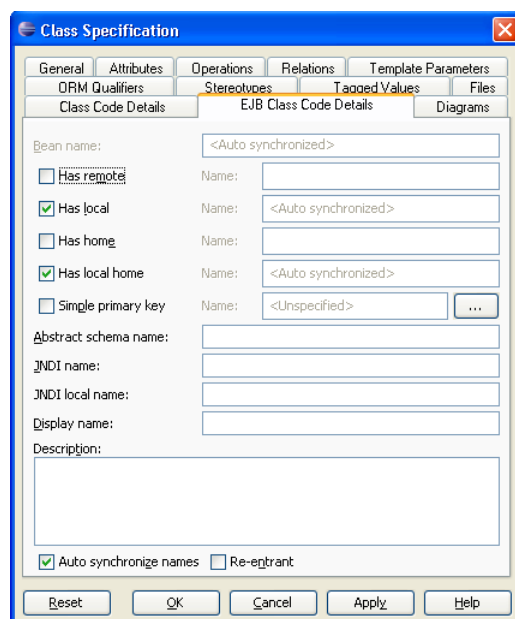 Class Specification
General Attributes Operations Relations Template Parameters
ORM Qualifiers Stereotypes Tagged Values Files
Class Code Details EJB Class Code Details Diagrams
Bean name: <Auto synchronized>
Has remote Name:
Has local Name: <Auto synchronized>
Has home Name:
Has local home Name: <Auto synchronized>
Simple primary key Name: <Unspecified> ...
Abstract schema name:
JNDI name:
JNDI local name:
Display name:
Description:
Auto synchronize names Re-entrant
Reset OK Cancel Apply Help